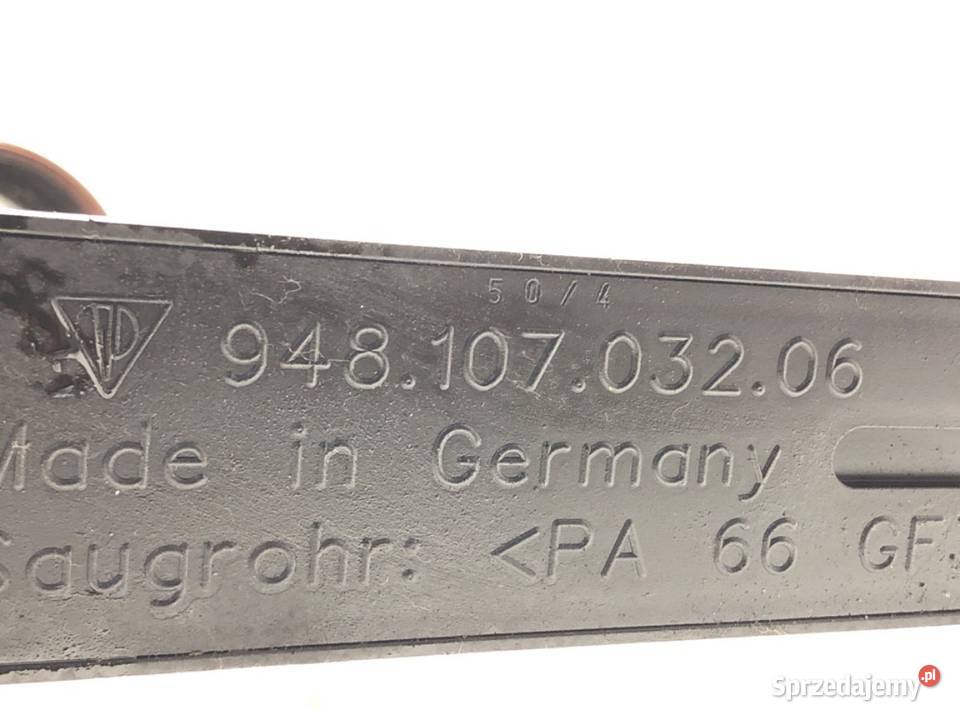 50/4
948.107.032.06
Made in Germany
Saugrohr: <PA 66
Sprzedajemy.pl